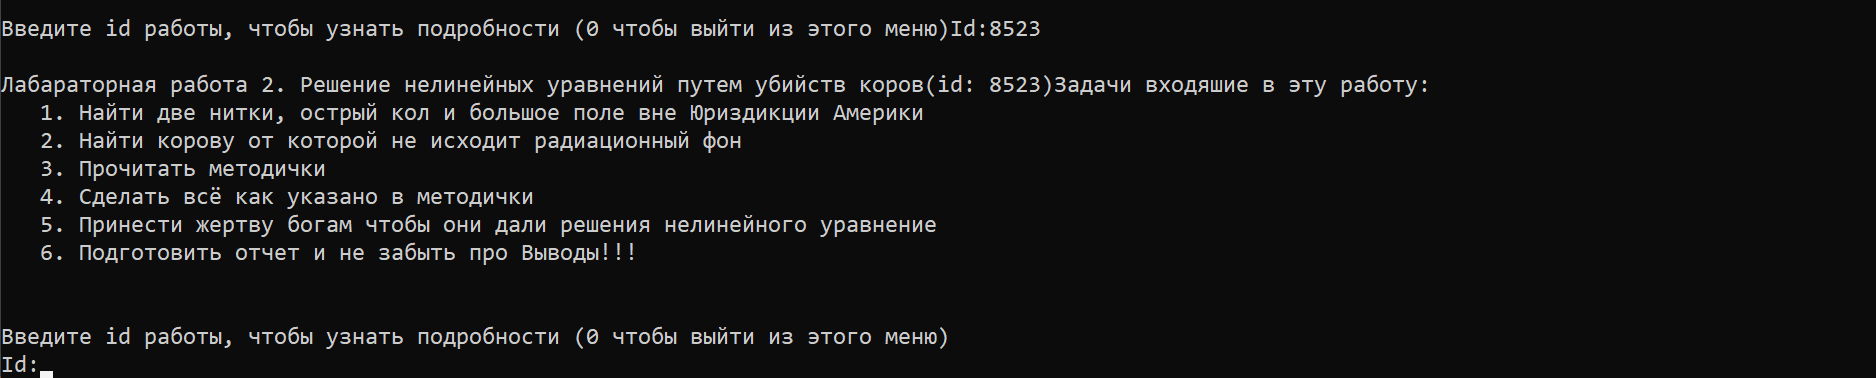 Введите id работы, чтобы узнать подробности (0 чтобы выйти из этого меню)Id:8523
Лабараторная работа 2. Решение нелинейных уравнений путем убийств коров(id: 8523)Задачи входяшие в эту работу:
1. Найти две нитки, острый кол и большое поле вне Юриздикции Америки
2. Найти корову от которой не исходит радиационный фон
3. Прочитать методички
4. Сделать всё как указано в методички
5. Принести жертву богам чтобы они дали решения нелинейного уравнение
6. Подготовить отчет и не забыть про Выводы!!!
Введите id работы, чтобы узнать подробности (0 чтобы выйти из этого меню)
Id: